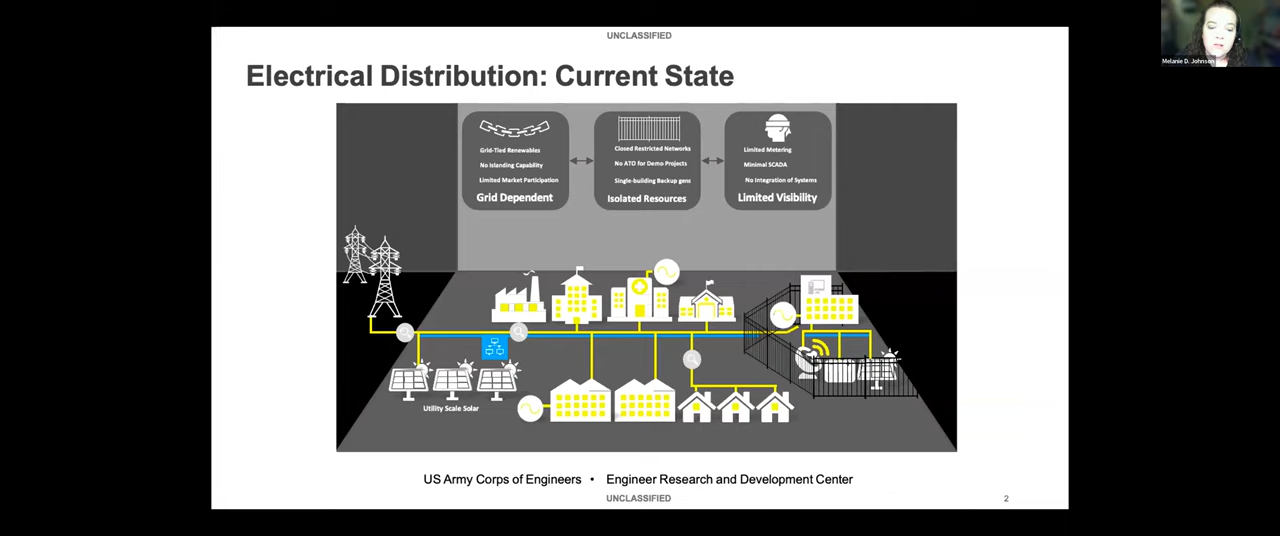 UNCLASSIFIED
Melanie D. Johnson
Electrical Distribution: Current State
Grid-Tied Renewables
No Islanding Capability
Limited Market Participation
Grid Dependent
Closed Restricted Networks
No ATO for Demo Projects
Single-building Backup gens
Isolated Resources
Limited Metering
Minimal SCADA
No Integration of Systems
Limited Visibility
Utility Scale Solar
US Army Corps of Engineers • Engineer Research and Development Center
UNCLASSIFIED
2